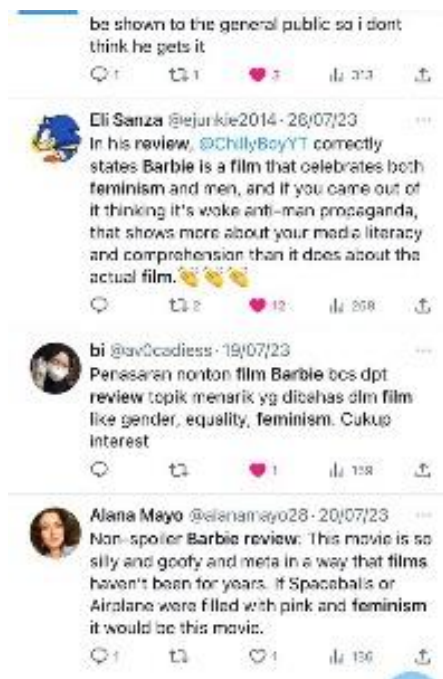 be shown to the general public so i dont
think he gets it
1 1 3 313
Eli Sanza @ejunkie2014 · 28/07/23
In his review, @ChillyBoyYT correctly
states Barbie is a film that celebrates both
feminism and men, and if you came out of
it thinking it's woke anti-man propaganda,
that shows more about your media literacy
and comprehension than it does about the
actual film.👏👏👏
2 12 268
bi @av0cadiess · 19/07/23
Penasaran nonton film Barbie bcs dpt
review topik menarik yg dibahas dlm film
like gender, equality, feminism. Cukup
interest
1
Alana Mayo @alanamayo28 · 20/07/23
Non-spoiler Barbie review: This movie is so
silly and goofy and meta in a way that films
haven't been for years. If Spaceballs or
Airplane were filled with pink and feminism
it would be this movie.
1 4 136